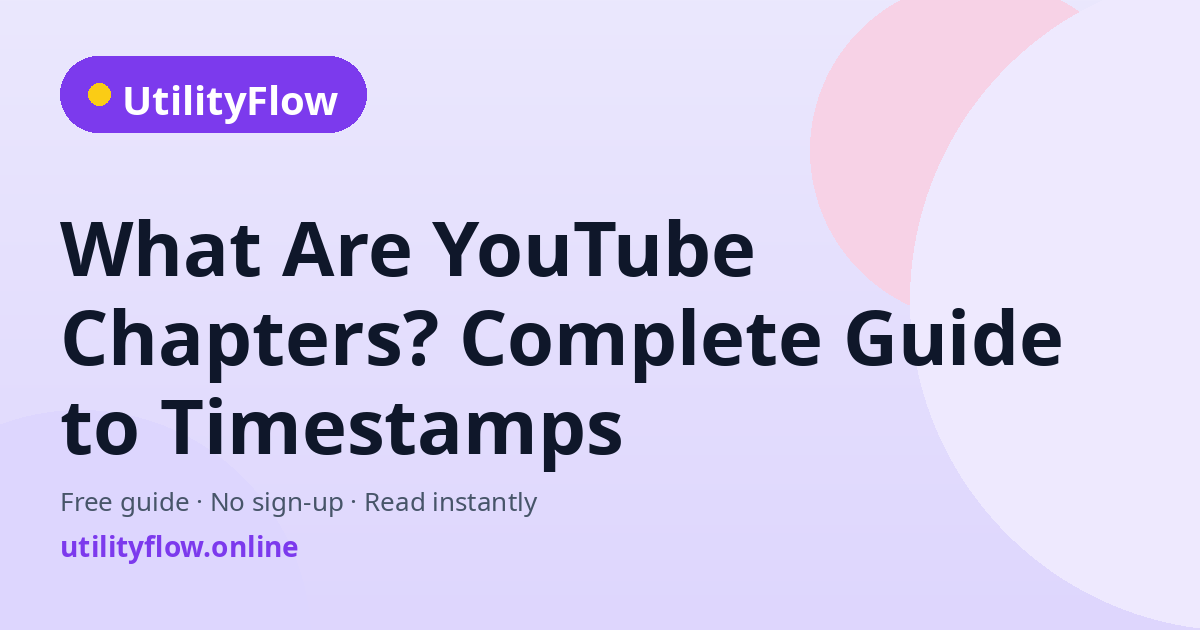 UtilityFlow
What Are YouTube
Chapters? Complete Guide
to Timestamps
Free guide · No sign-up · Read instantly
utilityflow.online